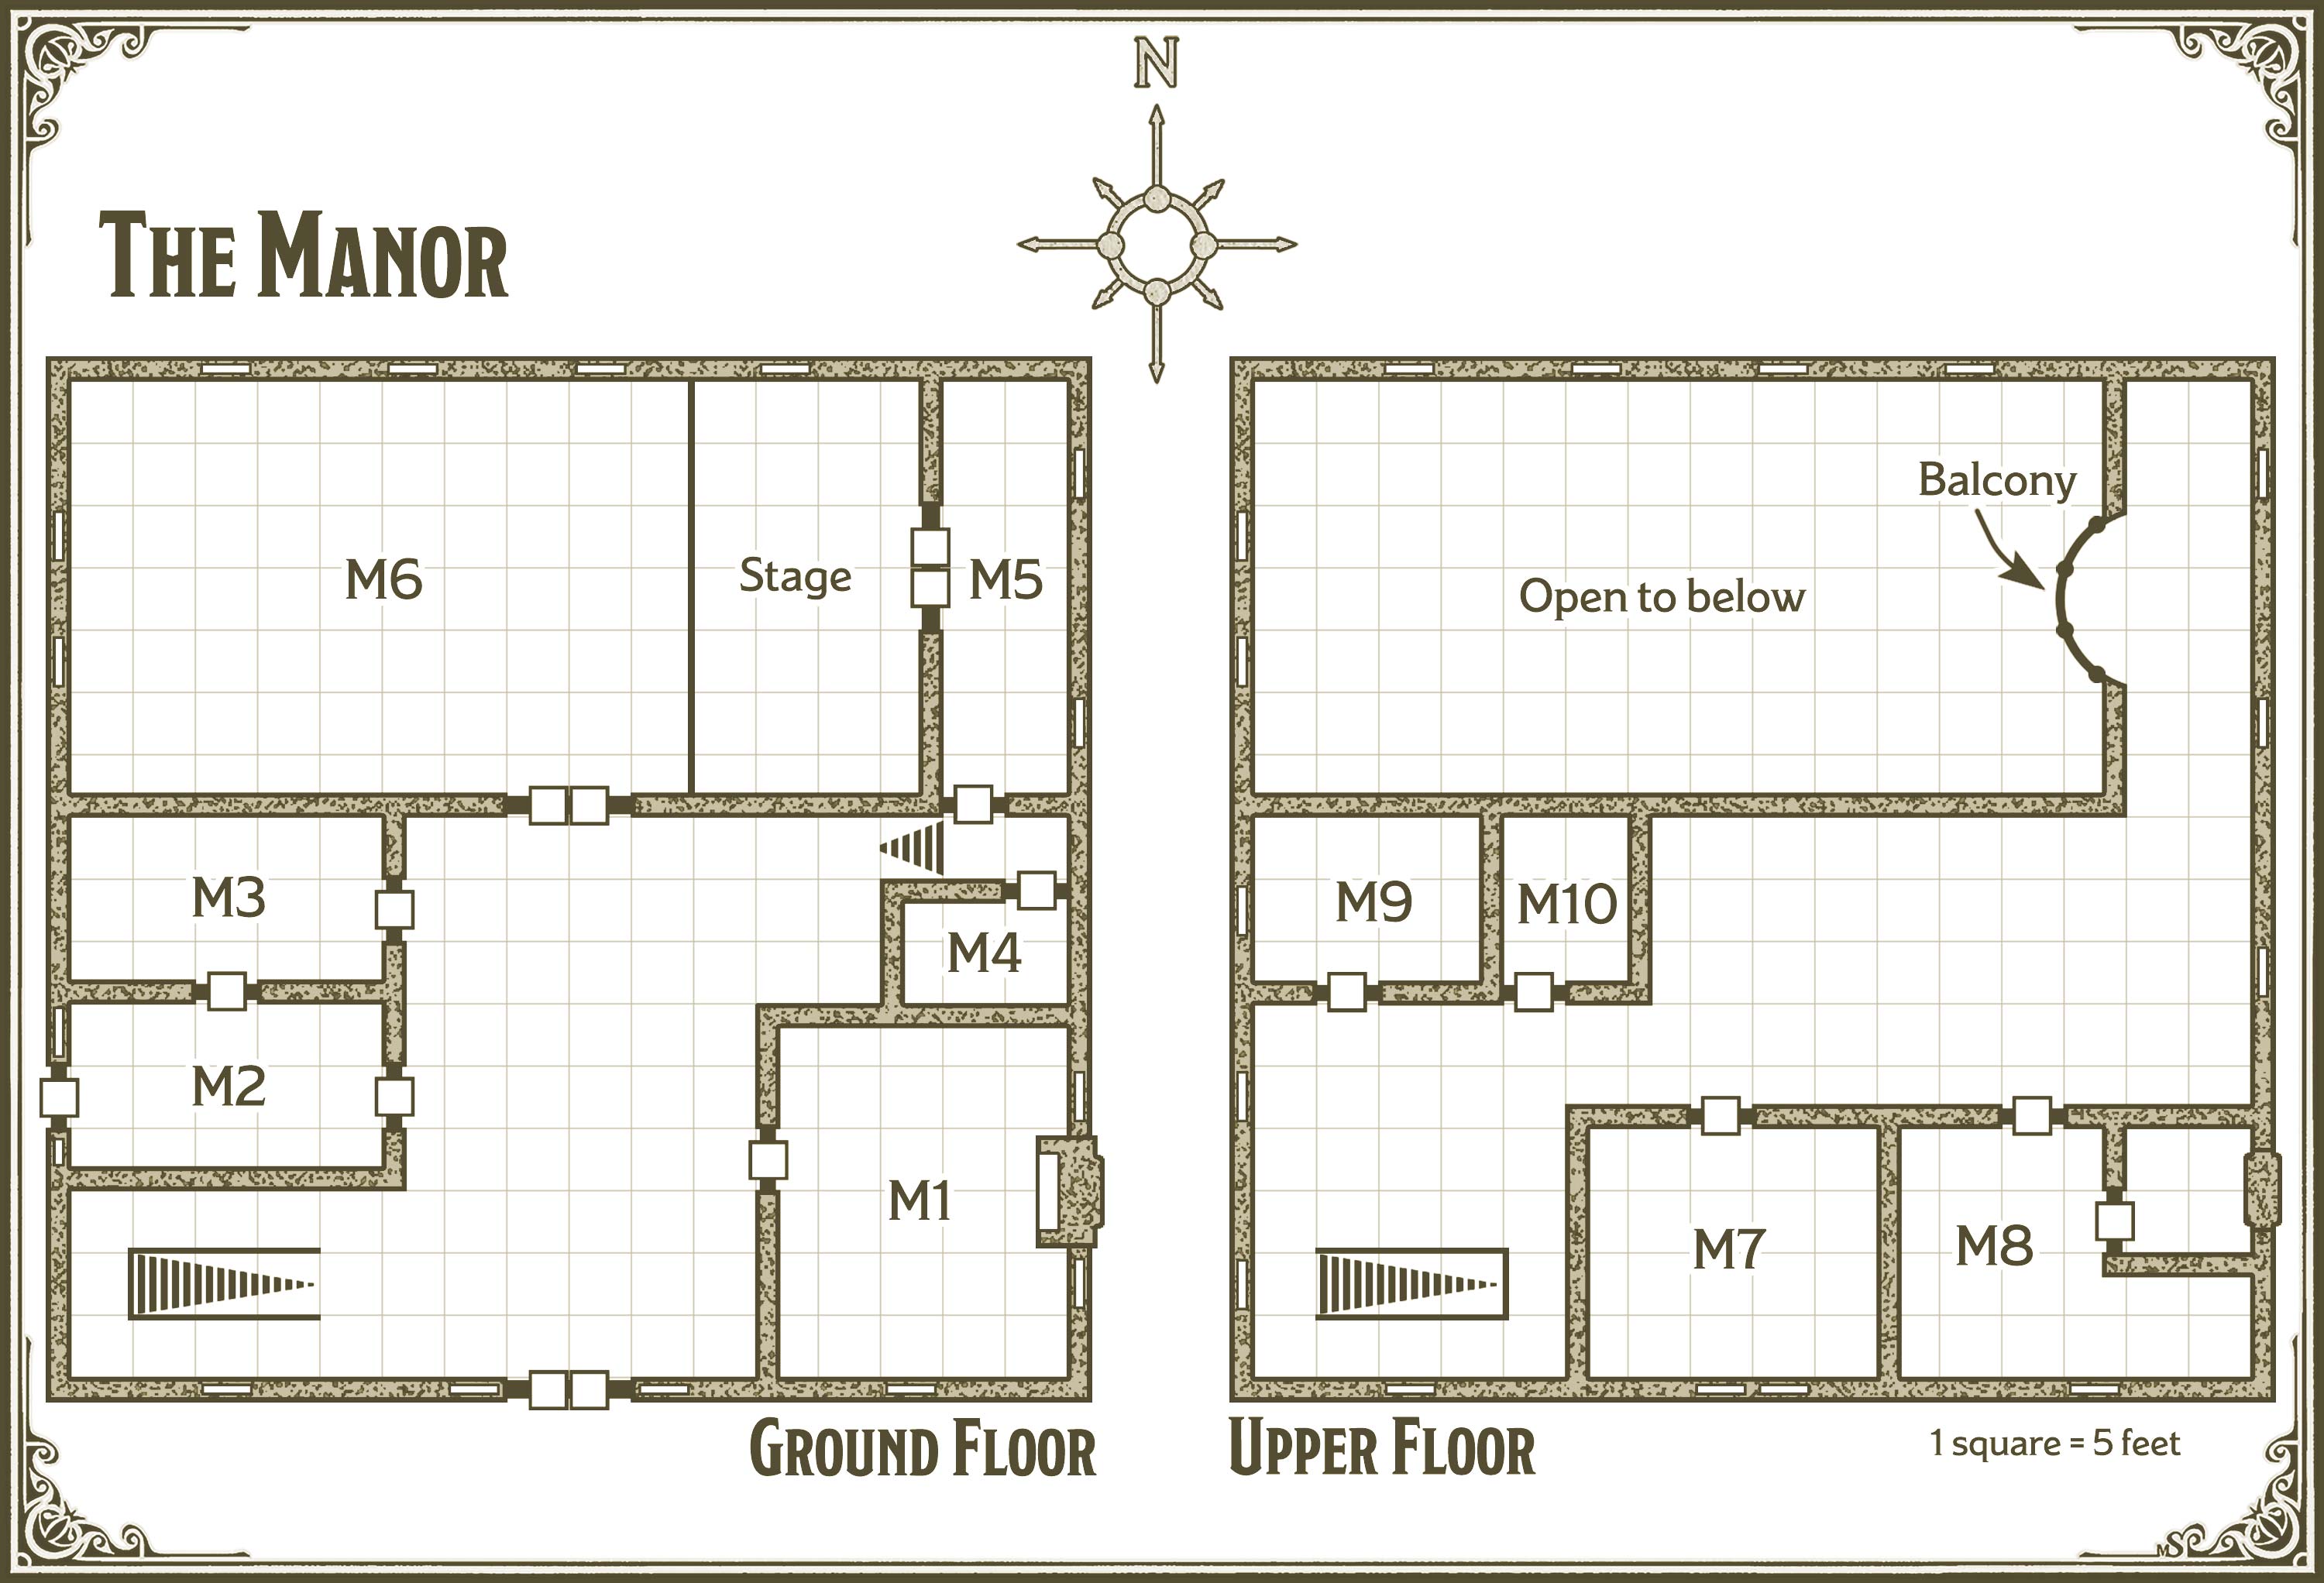 N
THE MANOR
M6
Stage
M5
M3
M4
M2
M1
GROUND FLOOR
Balcony
Open to below
M9
M10
M7
M8
UPPER FLOOR
1 square = 5 feet
MS